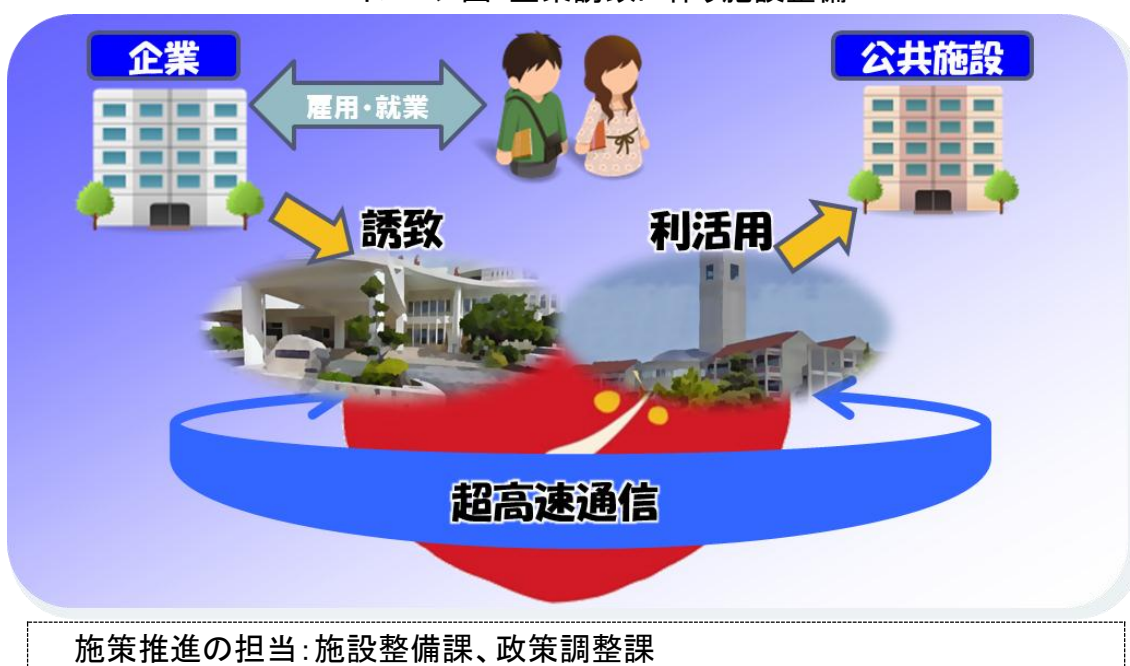 企業
公共施設
雇用・就業
誘致
利活用
超高速通信
施策推進の担当：施設整備課、政策調整課